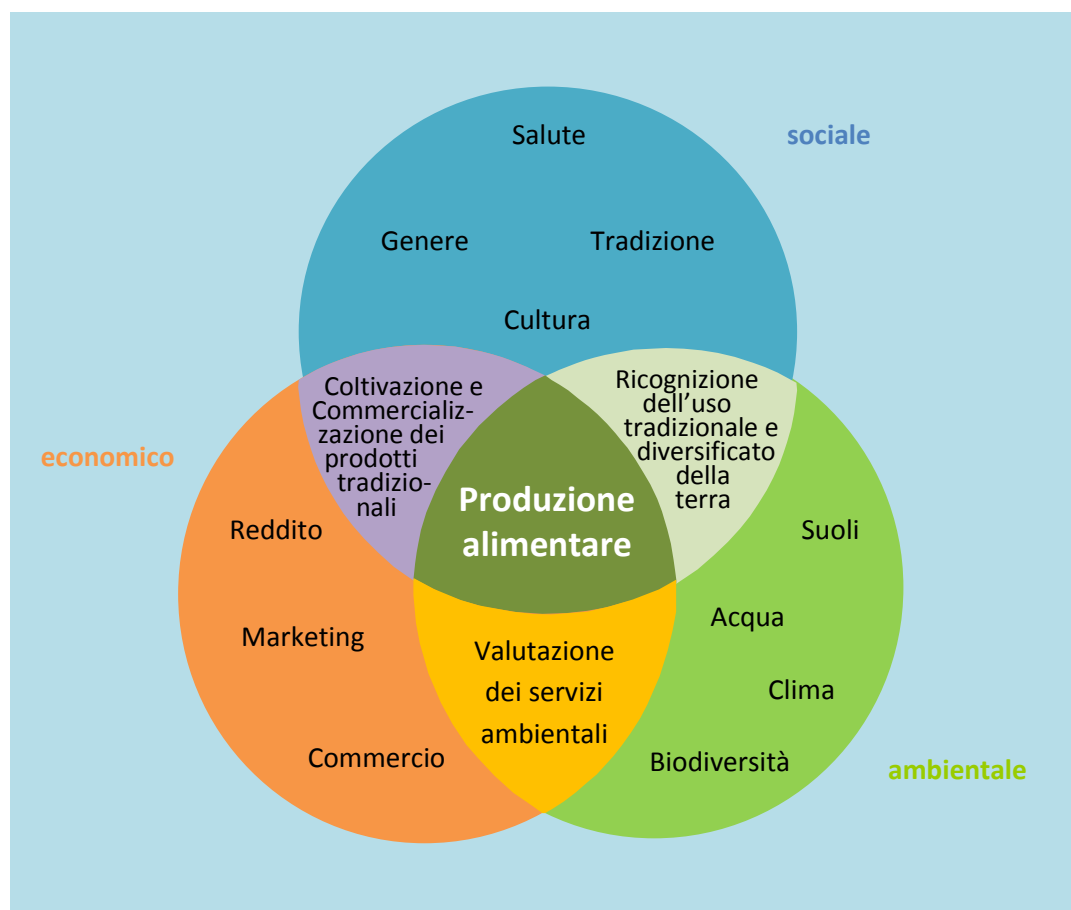 Salute
sociale
Genere
Tradizione
Cultura
Coltivazione e
Commercializ-
zazione dei
prodotti
tradizio-
nali
Ricognizione
dell’uso
tradizionale e
diversificato
della
terra
economico
Produzione
alimentare
Reddito
Suoli
Marketing
Acqua
Valutazione
dei servizi
ambientali
Clima
Commercio
Biodiversità
ambientale